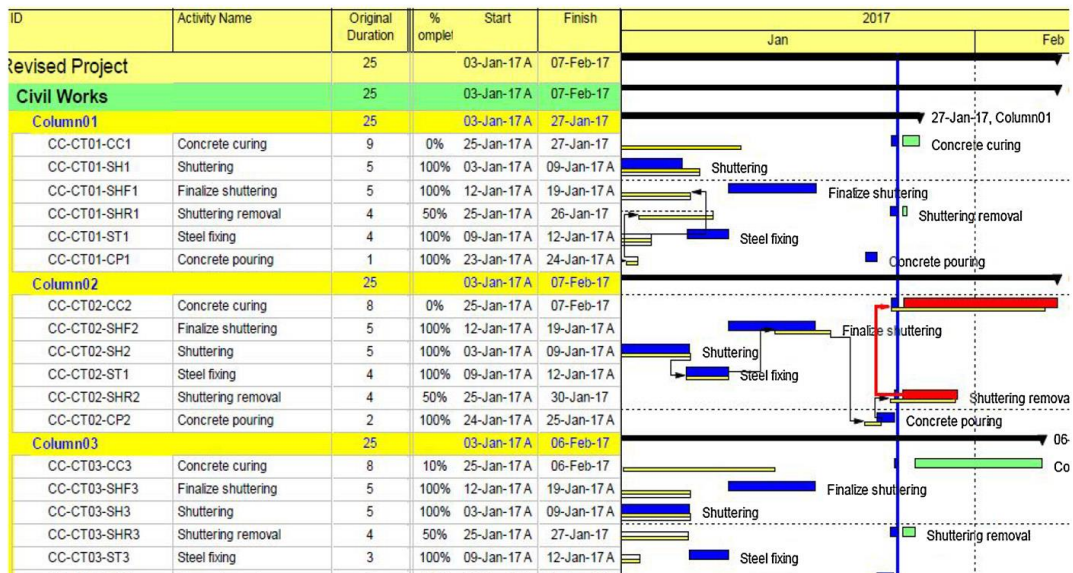 ID Activity Name Original Duration % omplet Start Finish 2017
Jan Feb
Revised Project 25 03-Jan-17 A 07-Feb-17
Civil Works 25 03-Jan-17 A 07-Feb-17
Column01 25 03-Jan-17 A 27-Jan-17 27-Jan-17, Column01
CC-CT01-CC1 Concrete curing 9 0% 25-Jan-17 A 27-Jan-17 Concrete curing
CC-CT01-SH1 Shuttering 5 100% 03-Jan-17 A 09-Jan-17 A Shuttering
CC-CT01-SHF1 Finalize shuttering 5 100% 12-Jan-17 A 19-Jan-17 A Finalize shuttering
CC-CT01-SHR1 Shuttering removal 4 50% 25-Jan-17 A 26-Jan-17 Shuttering removal
CC-CT01-ST1 Steel fixing 4 100% 09-Jan-17 A 12-Jan-17 A Steel fixing
CC-CT01-CP1 Concrete pouring 1 100% 23-Jan-17 A 24-Jan-17 A Concrete pouring
Column02 25 03-Jan-17 A 07-Feb-17
CC-CT02-CC2 Concrete curing 8 0% 25-Jan-17 A 07-Feb-17
CC-CT02-SHF2 Finalize shuttering 5 100% 12-Jan-17 A 19-Jan-17 A Finalize shuttering
CC-CT02-SH2 Shuttering 5 100% 03-Jan-17 A 09-Jan-17 A Shuttering
CC-CT02-ST1 Steel fixing 4 100% 09-Jan-17 A 12-Jan-17 A Steel fixing
CC-CT02-SHR2 Shuttering removal 4 50% 25-Jan-17 A 30-Jan-17 Shuttering remova
CC-CT02-CP2 Concrete pouring 2 100% 24-Jan-17 A 25-Jan-17 A Concrete pouring
Column03 25 03-Jan-17 A 06-Feb-17 06-
CC-CT03-CC3 Concrete curing 8 10% 25-Jan-17 A 06-Feb-17 Co
CC-CT03-SHF3 Finalize shuttering 5 100% 12-Jan-17 A 19-Jan-17 A Finalize shuttering
CC-CT03-SH3 Shuttering 5 100% 03-Jan-17 A 09-Jan-17 A Shuttering
CC-CT03-SHR3 Shuttering removal 4 50% 25-Jan-17 A 27-Jan-17 Shuttering removal
CC-CT03-ST3 Steel fixing 3 100% 09-Jan-17 A 12-Jan-17 A Steel fixing